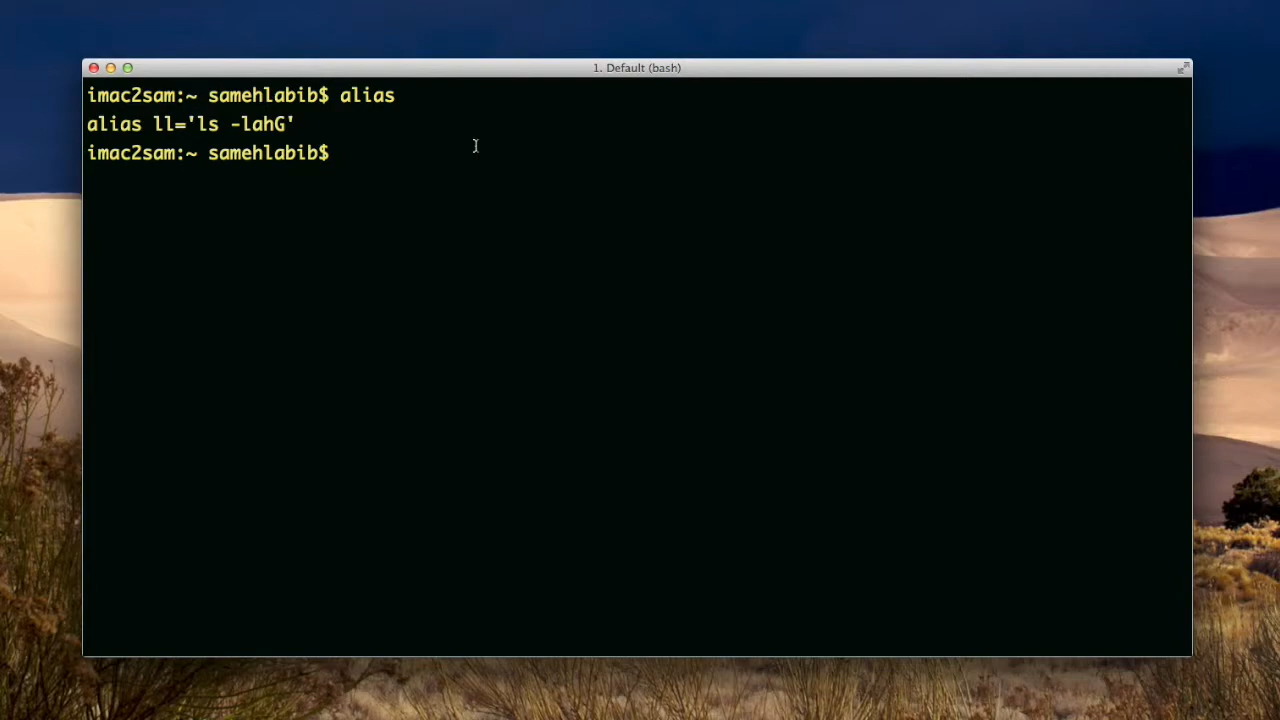 1. Default (bash)
imac2sam:~ samehlabib$ alias
alias ll='ls -lahG'
imac2sam:~ samehlabib$